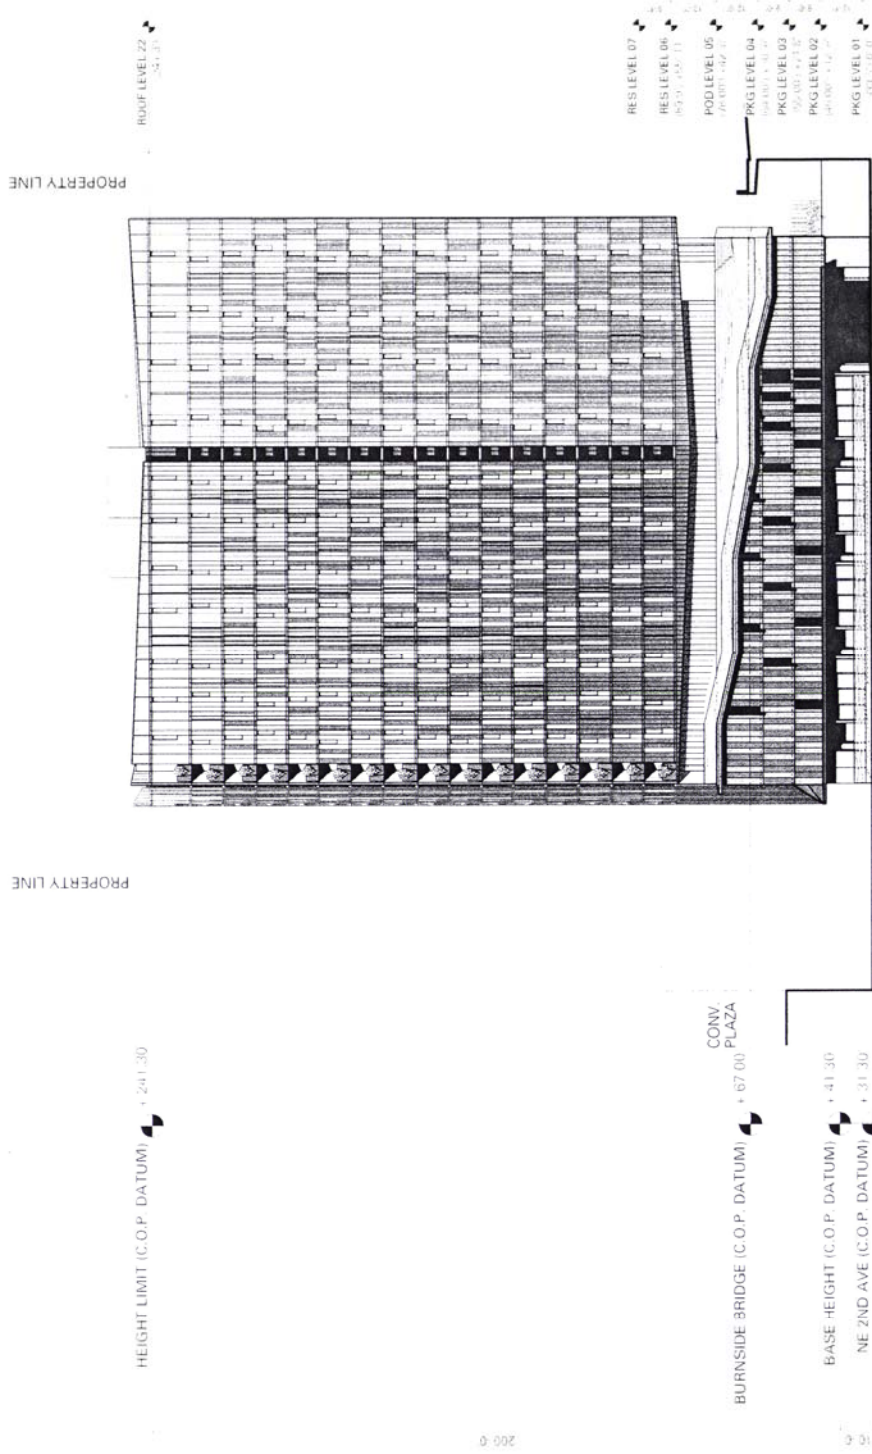 ROOF LEVEL 22
241.30
PROPERTY LINE
RES LEVEL 07
RES LEVEL 06
POD LEVEL 05
PKG LEVEL 04
PKG LEVEL 03
PKG LEVEL 02
PKG LEVEL 01
PROPERTY LINE
CONV.
PLAZA
HEIGHT LIMIT (C.O.P. DATUM) + 241.30
BURNSIDE BRIDGE (C.O.P. DATUM) + 67.00
BASE HEIGHT (C.O.P. DATUM) + 41.30
NE 2ND AVE (C.O.P. DATUM) + 31.30
200'-0"